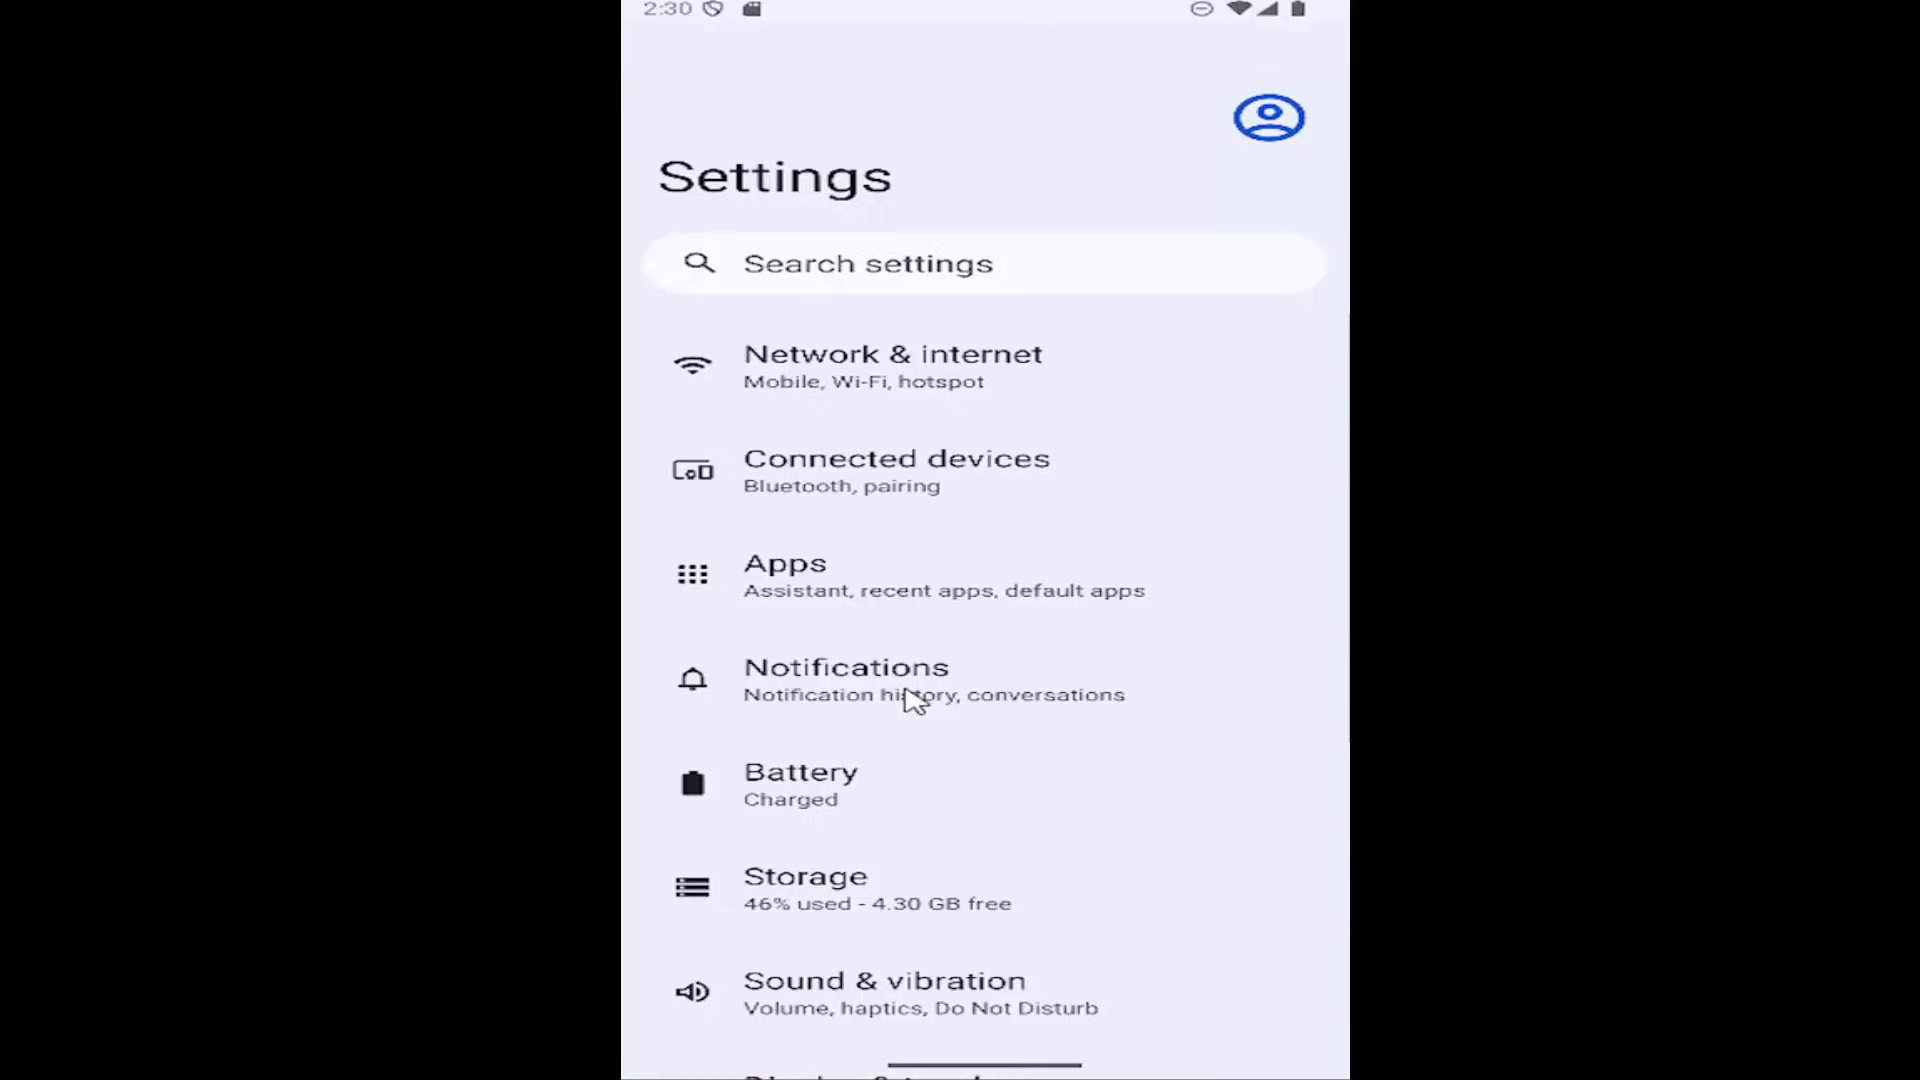 2:30
Settings
Search settings
Network & internet
Mobile, Wi-Fi, hotspot
Connected devices
Bluetooth, pairing
Apps
Assistant, recent apps, default apps
Notifications
Notification history, conversations
Battery
Charged
Storage
46% used - 4.30 GB free
Sound & vibration
Volume, haptics, Do Not Disturb